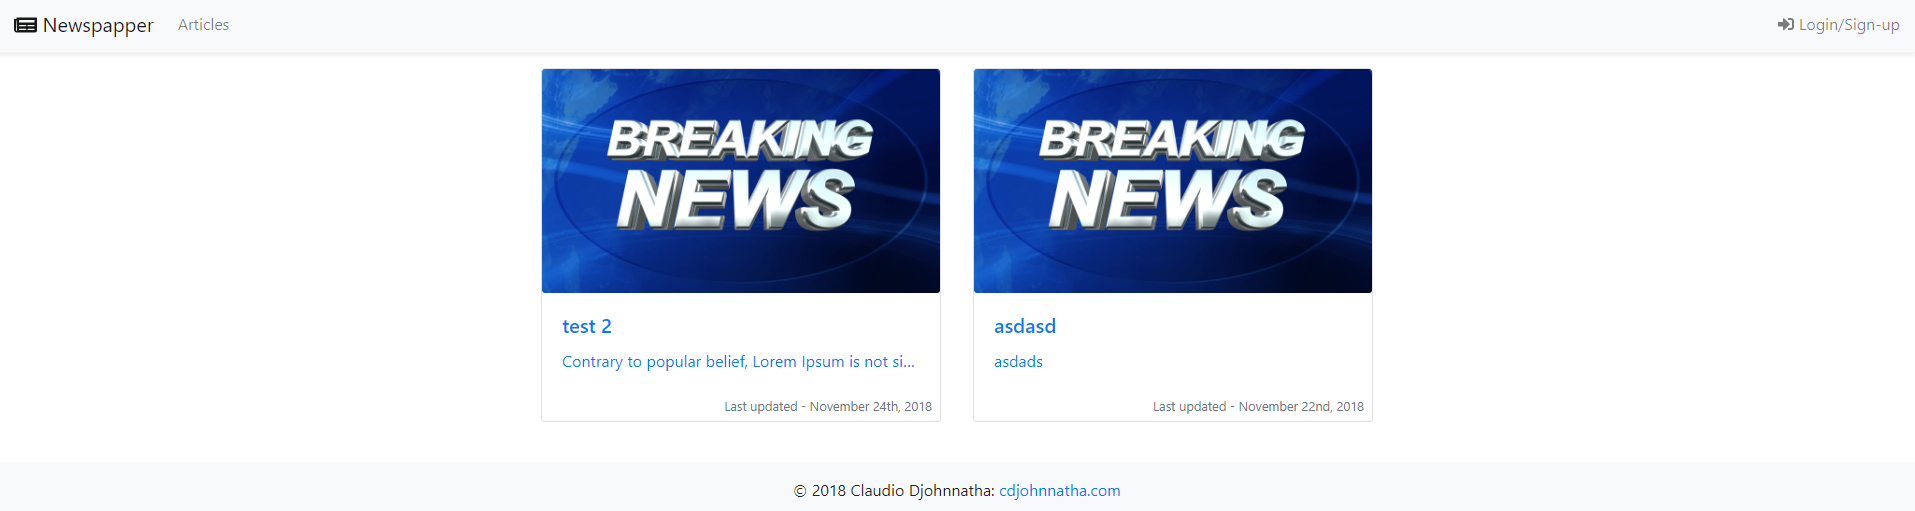 Newspapper Articles Login/Sign-up
BREAKING
NEWS
BREAKING
NEWS
test 2
Contrary to popular belief, Lorem Ipsum is not si...
Last updated - November 24th, 2018
asdasd
asdads
Last updated - November 22nd, 2018
© 2018 Claudio Djohnnatha: cdjohnnatha.com